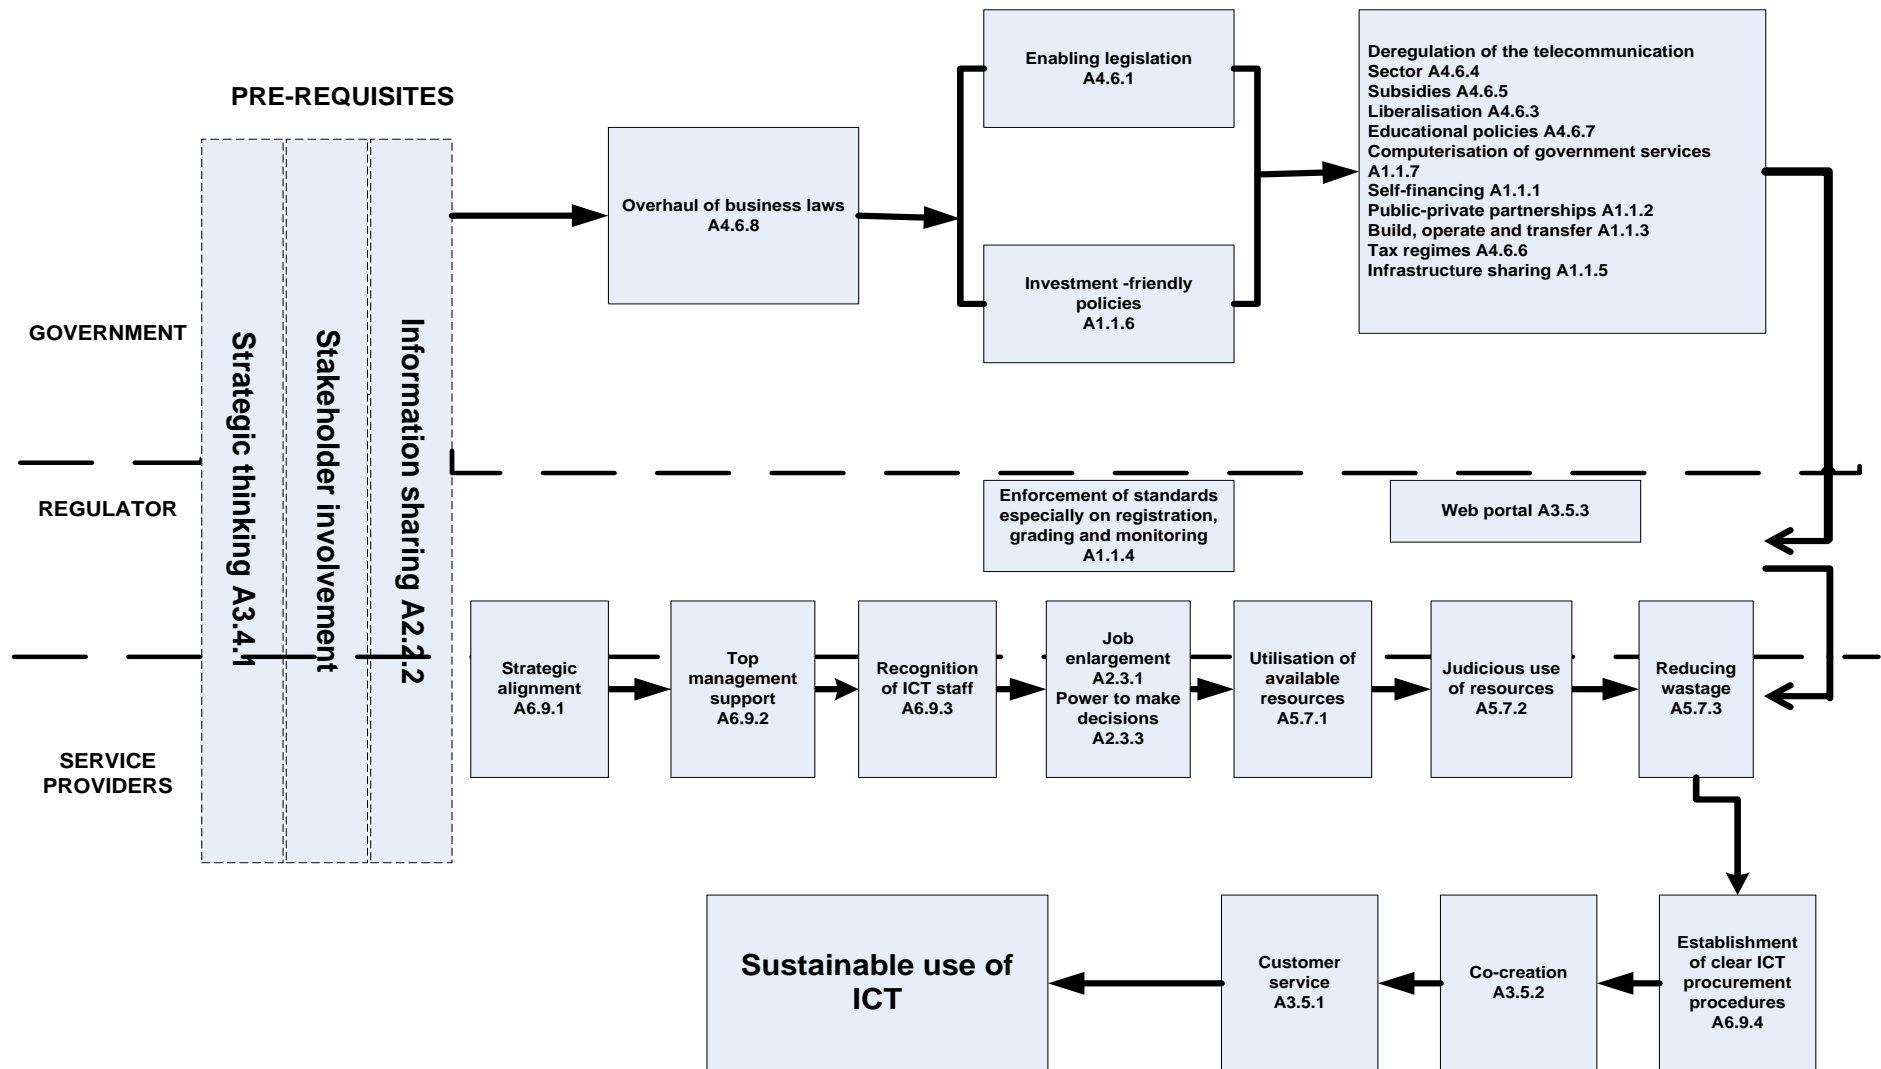 PRE-REQUISITES
GOVERNMENT
REGULATOR
SERVICE
PROVIDERS
Strategic thinking A3.4.1
Stakeholder involvement
Information sharing A2.2.2
Overhaul of business laws
A4.6.8
Enabling legislation
A4.6.1
Investment -friendly
policies
A1.1.6
Deregulation of the telecommunication
Sector A4.6.4
Subsidies A4.6.5
Liberalisation A4.6.3
Educational policies A4.6.7
Computerisation of government services
A1.1.7
Self-financing A1.1.1
Public-private partnerships A1.1.2
Build, operate and transfer A1.1.3
Tax regimes A4.6.6
Infrastructure sharing A1.1.5
Enforcement of standards
especially on registration,
grading and monitoring
A1.1.4
Web portal A3.5.3
Strategic
alignment
A6.9.1
Top
management
support
A6.9.2
Recognition
of ICT staff
A6.9.3
Job
enlargement
A2.3.1
Power to make
decisions
A2.3.3
Utilisation of
available
resources
A5.7.1
Judicious use
of resources
A5.7.2
Reducing
wastage
A5.7.3
Establishment
of clear ICT
procurement
procedures
A6.9.4
Co-creation
A3.5.2
Customer
service
A3.5.1
Sustainable use of
ICT